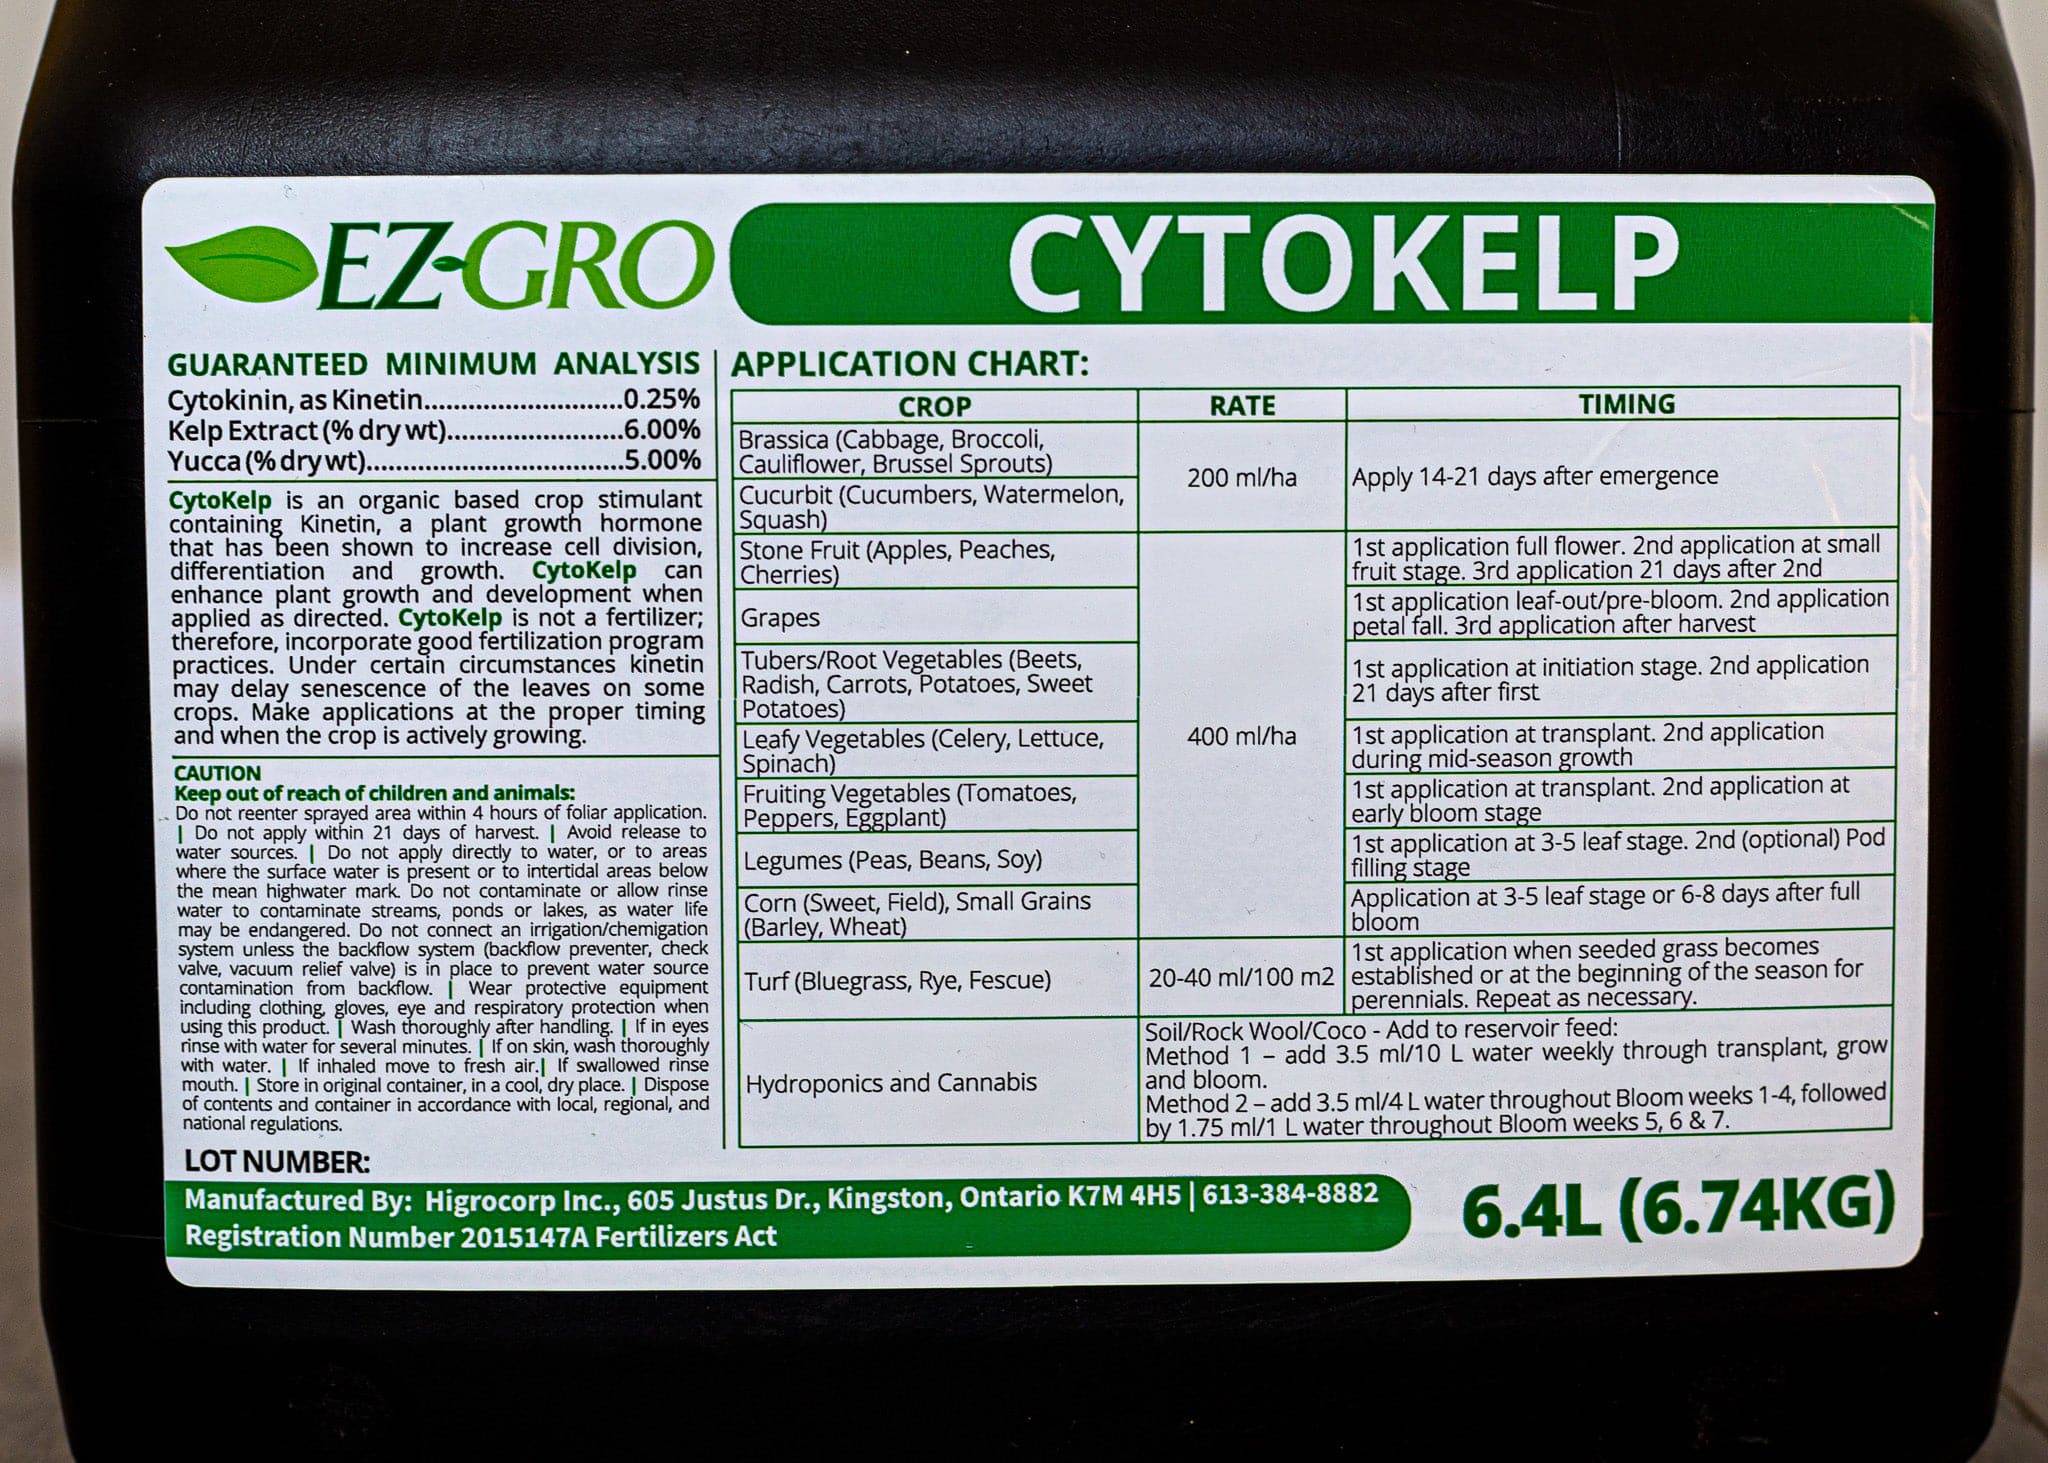 EZ-GRO
CYTOKELP
GUARANTEED MINIMUM ANALYSIS
Cytokinin, as Kinetin............................0.25%
Kelp Extract (% dry wt)........................6.00%
Yucca (% dry wt)...................................5.00%
CytoKelp is an organic based crop stimulant
containing Kinetin, a plant growth hormone
that has been shown to increase cell division,
differentiation and growth. CytoKelp can
enhance plant growth and development when
applied as directed. CytoKelp is not a fertilizer;
therefore, incorporate good fertilization program
practices. Under certain circumstances kinetin
may delay senescence of the leaves on some
crops. Make applications at the proper timing
and when the crop is actively growing.
CAUTION
Keep out of reach of children and animals:
Do not reenter sprayed area within 4 hours of foliar application.
| Do not apply within 21 days of harvest. | Avoid release to
water sources. | Do not apply directly to water, or to areas
where the surface water is present or to intertidal areas below
the mean highwater mark. Do not contaminate or allow rinse
water to contaminate streams, ponds or lakes, as water life
may be endangered. Do not connect an irrigation/chemigation
system unless the backflow system (backflow preventer, check
valve, vacuum relief valve) is in place to prevent water source
contamination from backflow. | Wear protective equipment
including clothing, gloves, eye and respiratory protection when
using this product. | Wash thoroughly after handling. | If in eyes
rinse with water for several minutes. | If on skin, wash thoroughly
with water. | If inhaled move to fresh air.| If swallowed rinse
mouth. | Store in original container, in a cool, dry place. | Dispose
of contents and container in accordance with local, regional, and
national regulations.
APPLICATION CHART:
CROP RATE TIMING
Brassica (Cabbage, Broccoli,
Cauliflower, Brussel Sprouts)
Cucurbit (Cucumbers, Watermelon,
Squash)
200 ml/ha
Apply 14-21 days after emergence
Stone Fruit (Apples, Peaches,
Cherries)
1st application full flower. 2nd application at small
fruit stage. 3rd application 21 days after 2nd
Grapes
1st application leaf-out/pre-bloom. 2nd application
petal fall. 3rd application after harvest
Tubers/Root Vegetables (Beets,
Radish, Carrots, Potatoes, Sweet
Potatoes)
1st application at initiation stage. 2nd application
21 days after first
Leafy Vegetables (Celery, Lettuce,
Spinach)
400 ml/ha
1st application at transplant. 2nd application
during mid-season growth
Fruiting Vegetables (Tomatoes,
Peppers, Eggplant)
1st application at transplant. 2nd application at
early bloom stage
Legumes (Peas, Beans, Soy)
1st application at 3-5 leaf stage. 2nd (optional) Pod
filling stage
Corn (Sweet, Field), Small Grains
(Barley, Wheat)
Application at 3-5 leaf stage or 6-8 days after full
bloom
Turf (Bluegrass, Rye, Fescue)
20-40 ml/100 m2
1st application when seeded grass becomes
established or at the beginning of the season for
perennials. Repeat as necessary.
Hydroponics and Cannabis
Soil/Rock Wool/Coco - Add to reservoir feed:
Method 1 – add 3.5 ml/10 L water weekly through transplant, grow
and bloom.
Method 2 – add 3.5 ml/4 L water throughout Bloom weeks 1-4, followed
by 1.75 ml/1 L water throughout Bloom weeks 5, 6 & 7.
LOT NUMBER:
Manufactured By: Higrocorp Inc., 605 Justus Dr., Kingston, Ontario K7M 4H5 | 613-384-8882
Registration Number 2015147A Fertilizers Act
6.4L (6.74KG)